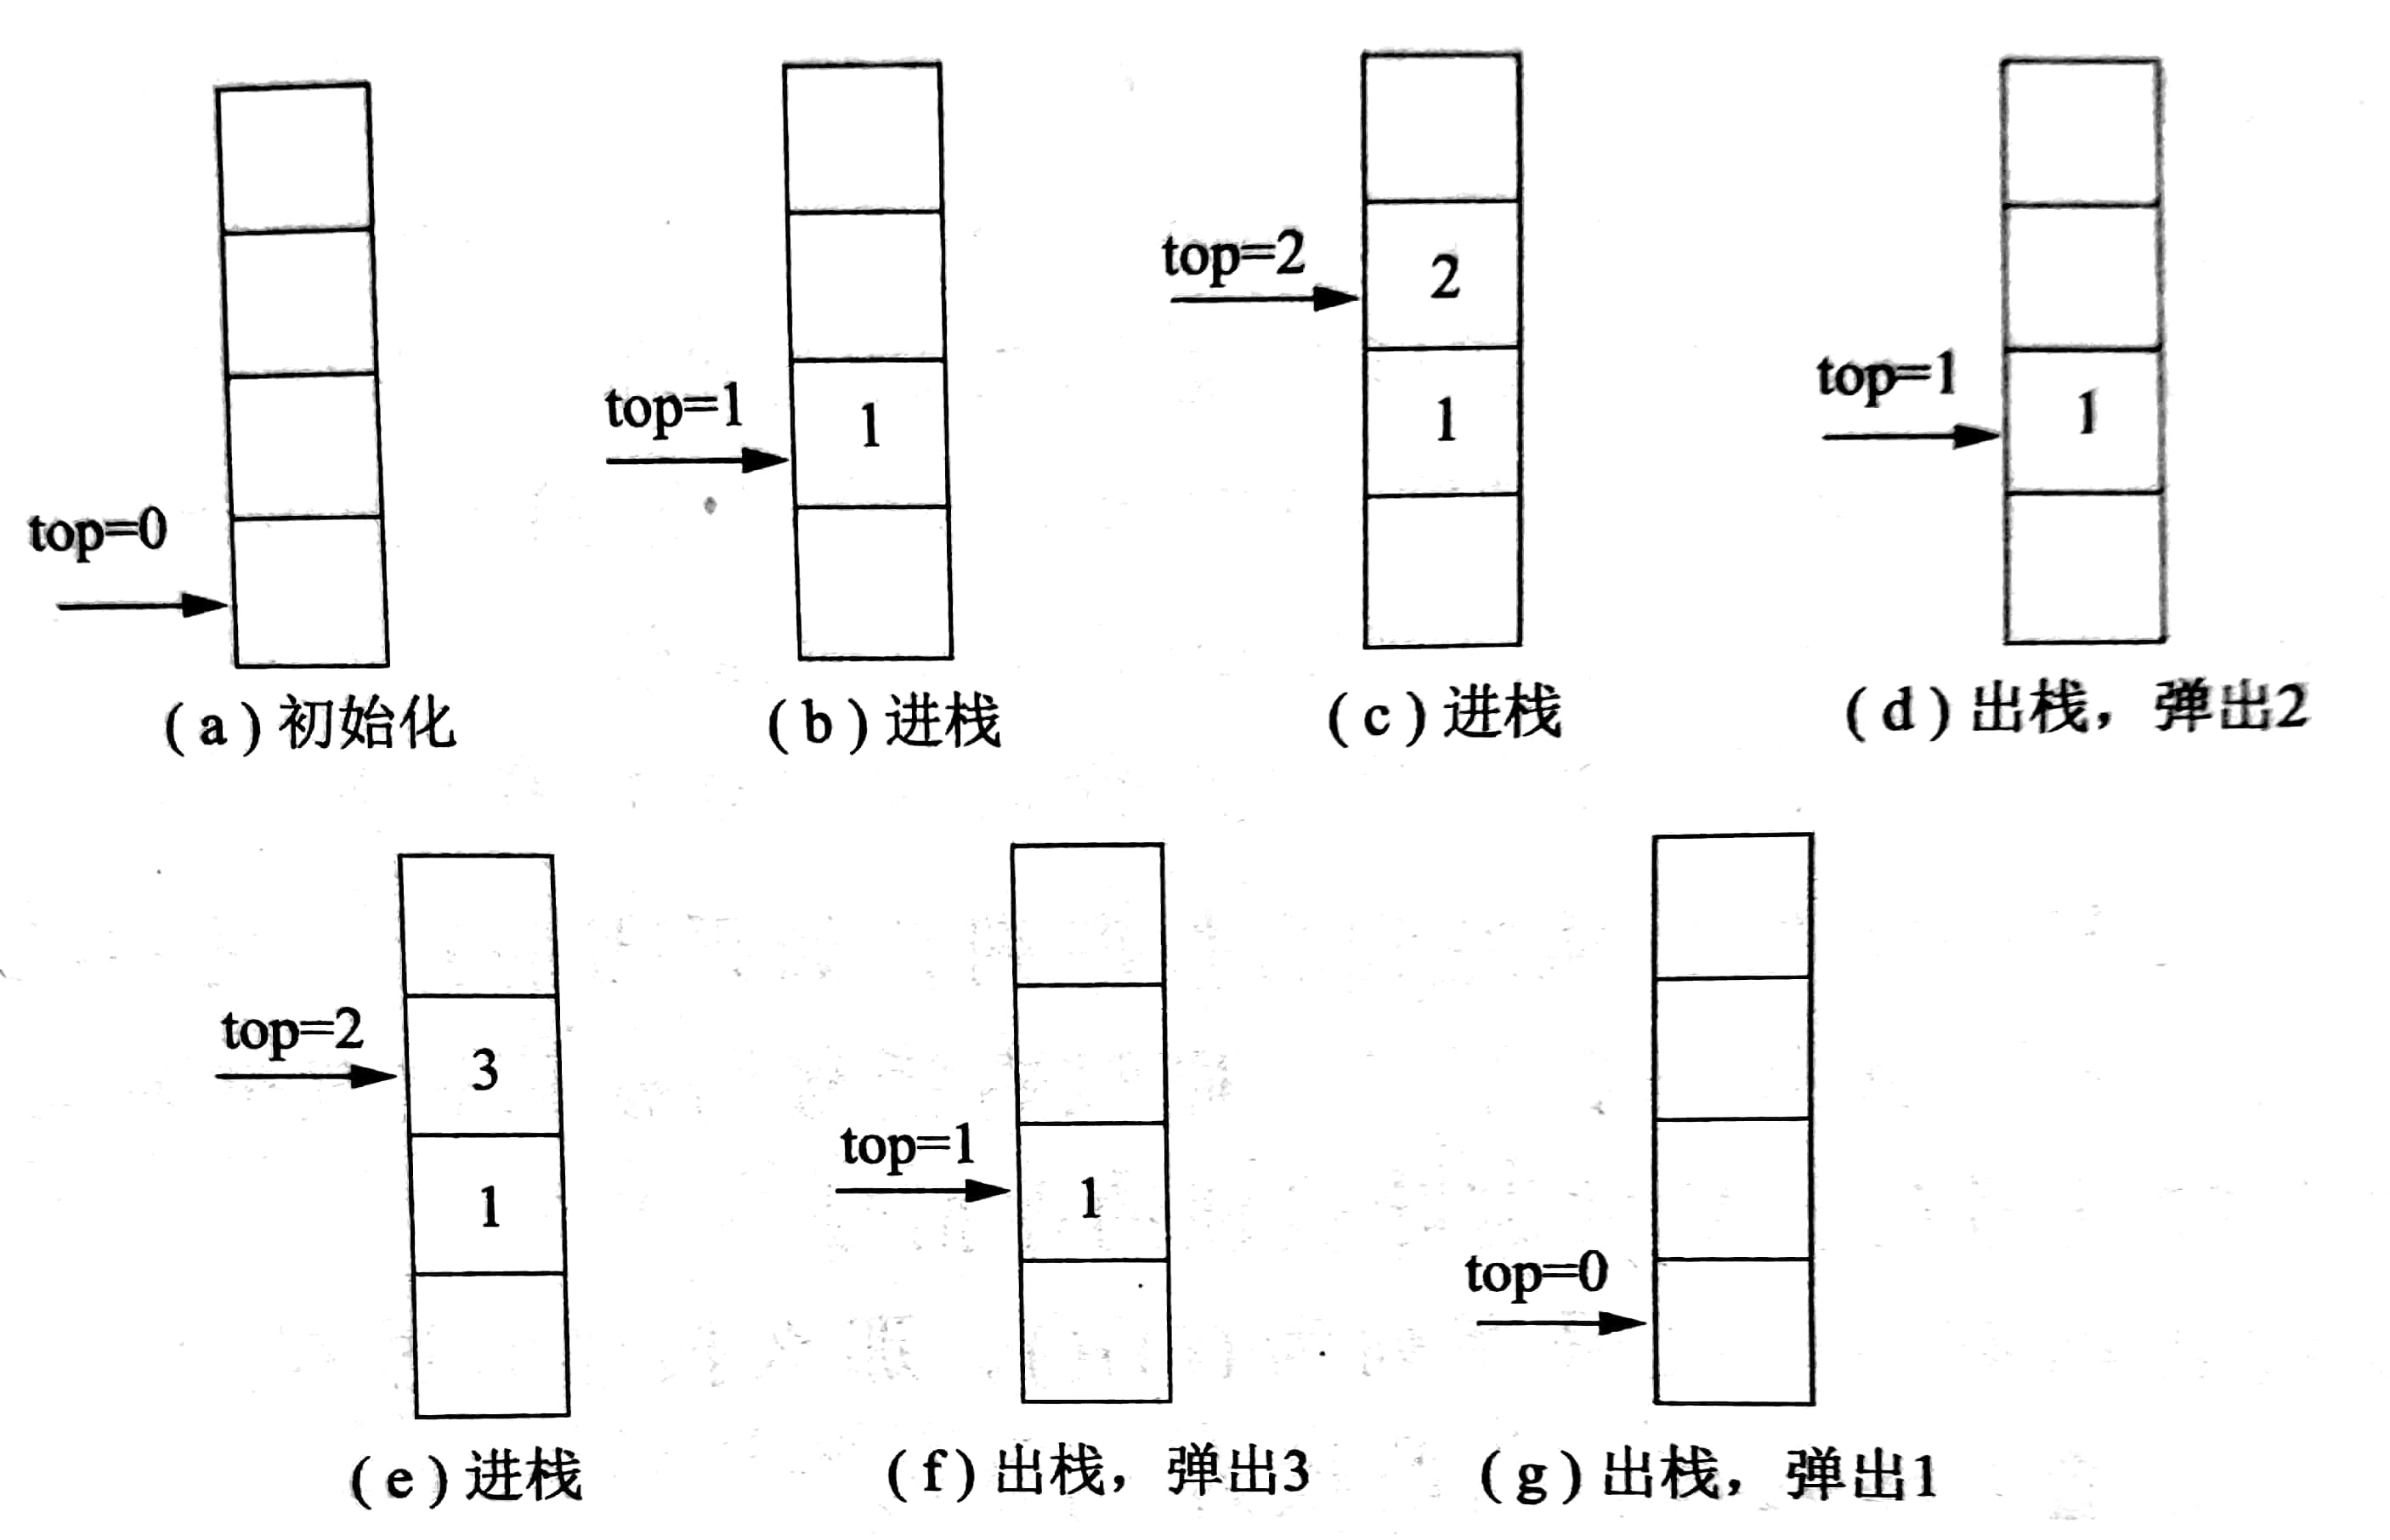 top=0
(a)初始化
top=1
1
(b)进栈
top=2
2
1
(c)进栈
top=1
1
(d)出栈，弹出2
top=2
3
1
(e)进栈
top=1
1
(f)出栈，弹出3
top=0
(g)出栈，弹出1